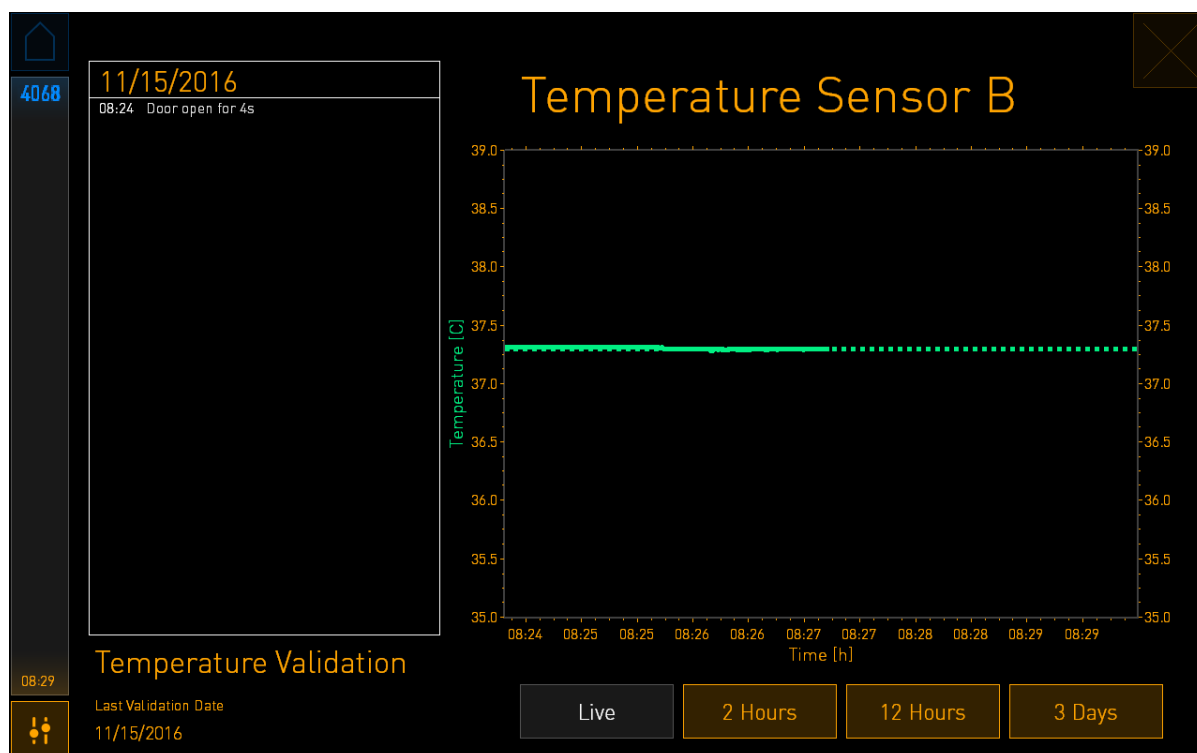 4068
11/15/2016
08:24 Door open for 4s
Temperature Sensor B
39.0 39.0
38.5 38.5
38.0 38.0
37.5 37.5
37.0 37.0
36.5 36.5
36.0 36.0
35.5 35.5
35.0 35.0
Temperature [C]
08:24 08:25 08:25 08:26 08:26 08:27 08:27 08:28 08:28 08:29 08:29
Time [h]
08:29
Temperature Validation
Last Validation Date
11/15/2016
Live 2 Hours 12 Hours 3 Days